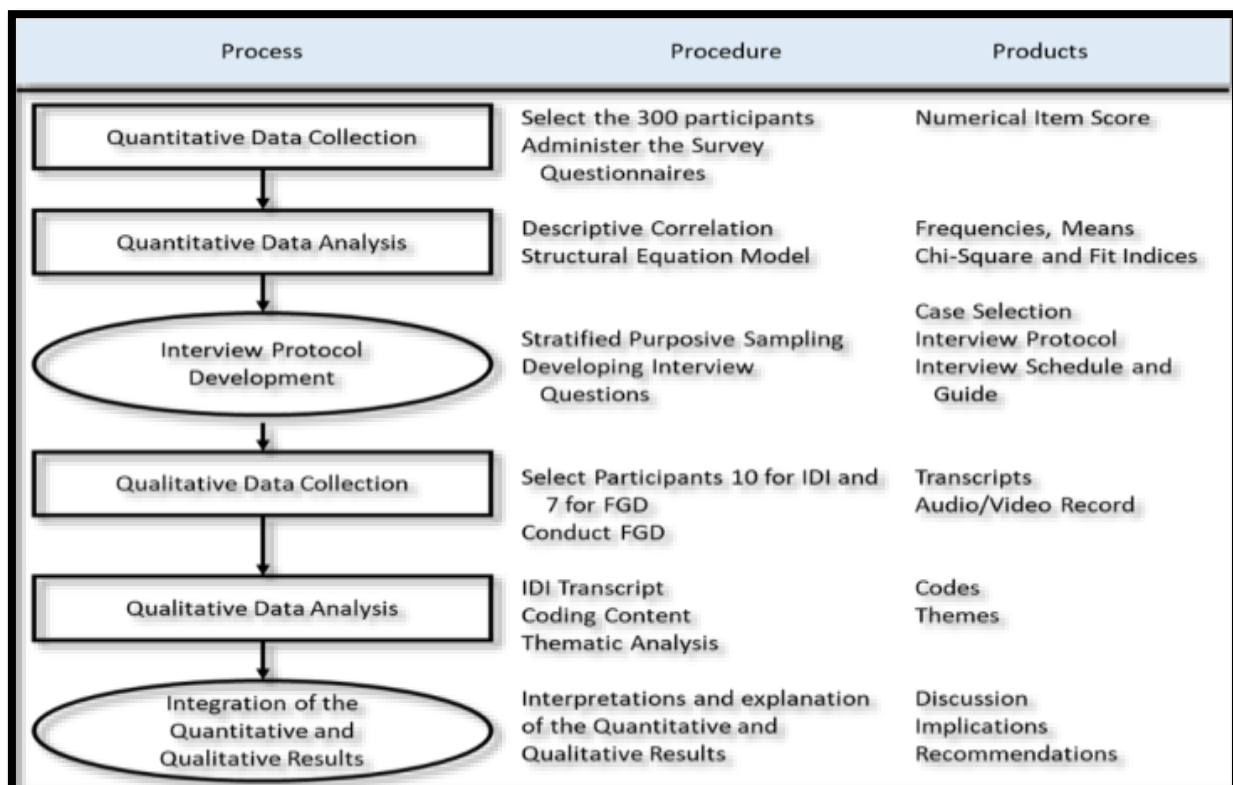 Process Procedure Products
Quantitative Data Collection
Select the 300 participants
Administer the Survey
Questionnaires
Numerical Item Score
Quantitative Data Analysis
Descriptive Correlation
Structural Equation Model
Frequencies, Means
Chi-Square and Fit Indices
Interview Protocol
Development
Stratified Purposive Sampling
Developing Interview
Questions
Case Selection
Interview Protocol
Interview Schedule and
Guide
Qualitative Data Collection
Select Participants 10 for IDI and
7 for FGD
Conduct FGD
Transcripts
Audio/Video Record
Qualitative Data Analysis
IDI Transcript
Coding Content
Thematic Analysis
Codes
Themes
Integration of the
Quantitative and
Qualitative Results
Interpretations and explanation
of the Quantitative and
Qualitative Results
Discussion
Implications
Recommendations